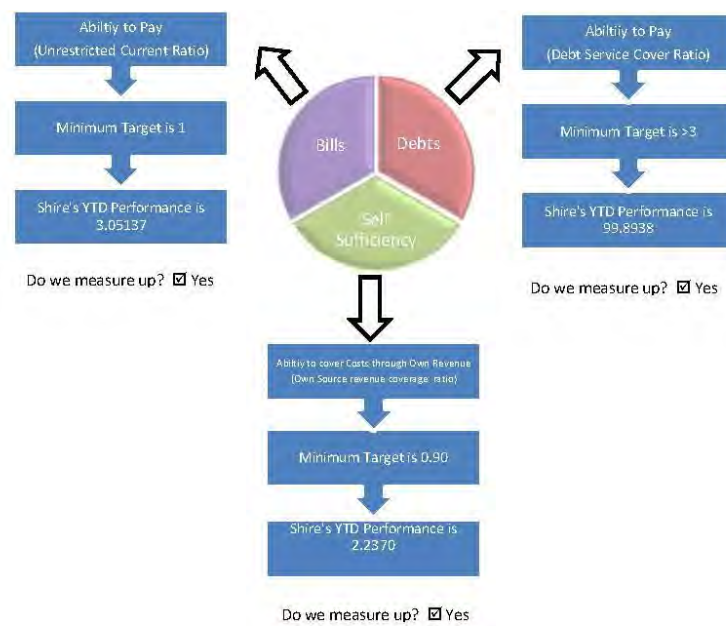 Abiltiy to Pay
(Unrestricted Current Ratio)
Minimum Target is 1
Shire's YTD Performance is
3.05137
Do we measure up? ☑ Yes
Bills
Debts
Self
Sufficiency
Abiltiy to Pay
(Debt Service Cover Ratio)
Minimum Target is >3
Shire's YTD Performance is
99.8938
Do we measure up? ☑ Yes
Abiltiy to cover Costs through Own Revenue
(Own Source revenue coverage ratio)
Minimum Target is 0.90
Shire's YTD Performance is
2.2370
Do we measure up? ☑ Yes